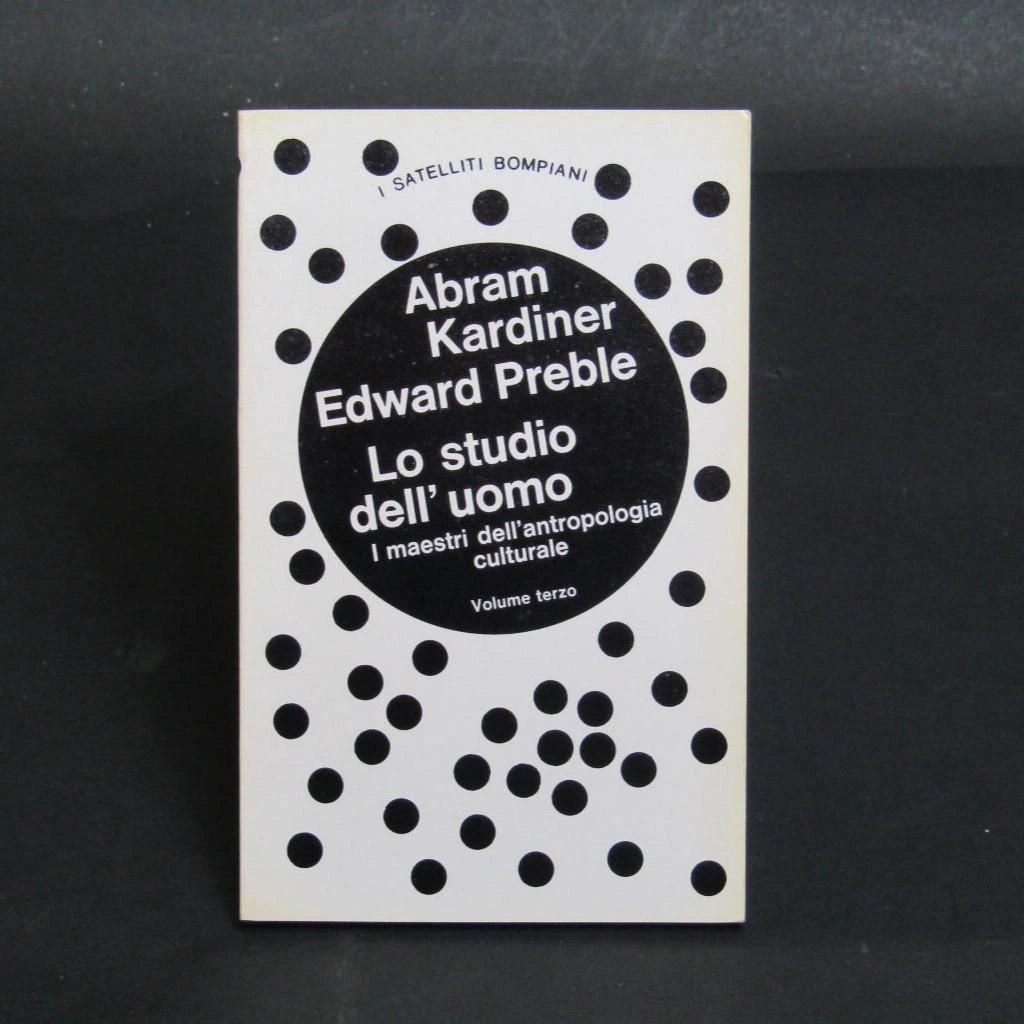 I SATELLITI BOMPIANI
Abram
Kardiner
Edward Preble
Lo studio
dell'uomo
I maestri dell'antropologia
culturale
Volume terzo